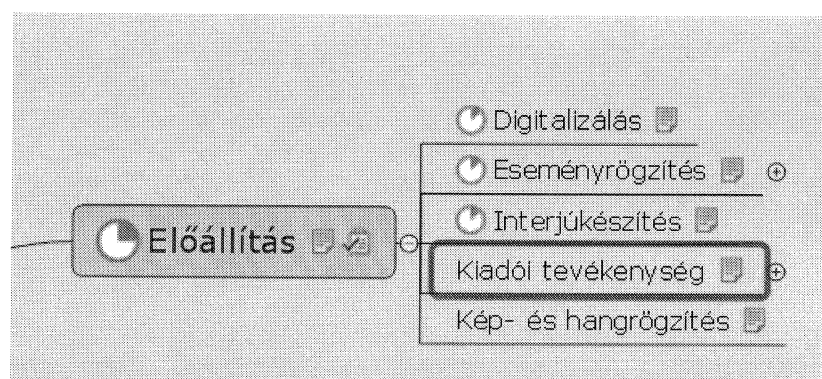 Digitalizálás
Eseményrögzítés
Interjúkészítés
Előállítás
Kiadói tevékenység
Kép- és hangrögzítés